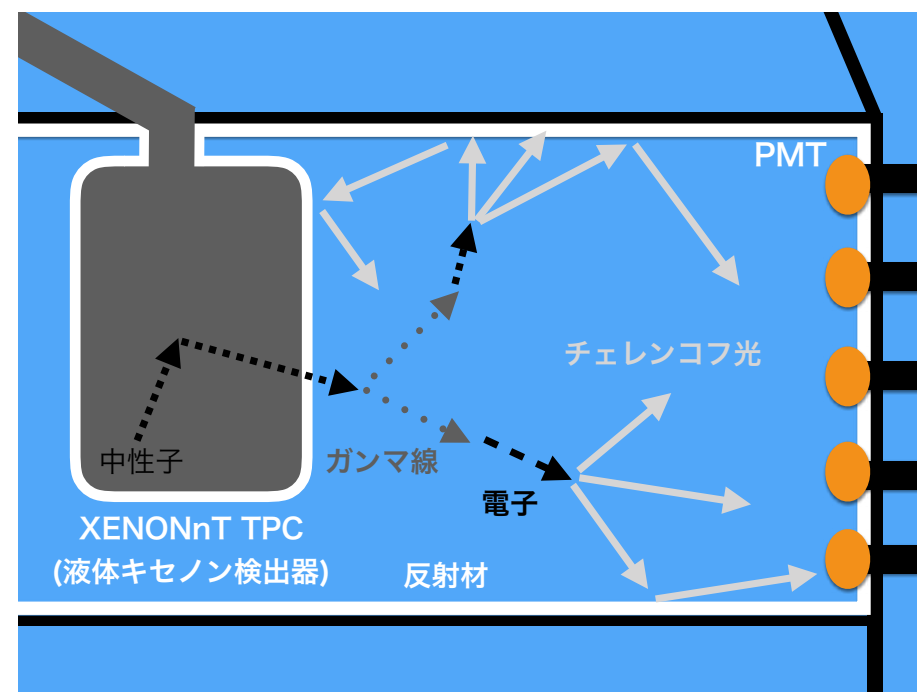 PMT
チェレンコフ光
中性子
ガンマ線
電子
XENONnT TPC
(液体キセノン検出器)
反射材